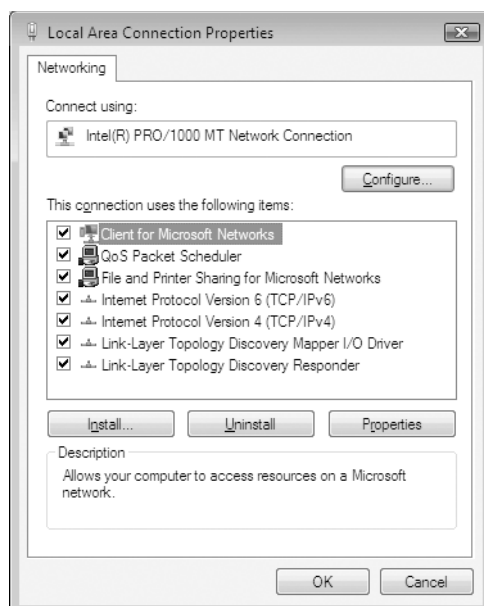 Local Area Connection Properties
Networking
Connect using:
Intel(R) PRO/1000 MT Network Connection
Configure...
This connection uses the following items:
Client for Microsoft Networks
QoS Packet Scheduler
File and Printer Sharing for Microsoft Networks
Internet Protocol Version 6 (TCP/IPv6)
Internet Protocol Version 4 (TCP/IPv4)
Link-Layer Topology Discovery Mapper I/O Driver
Link-Layer Topology Discovery Responder
Install... Uninstall Properties
Description
Allows your computer to access resources on a Microsoft
network.
OK Cancel